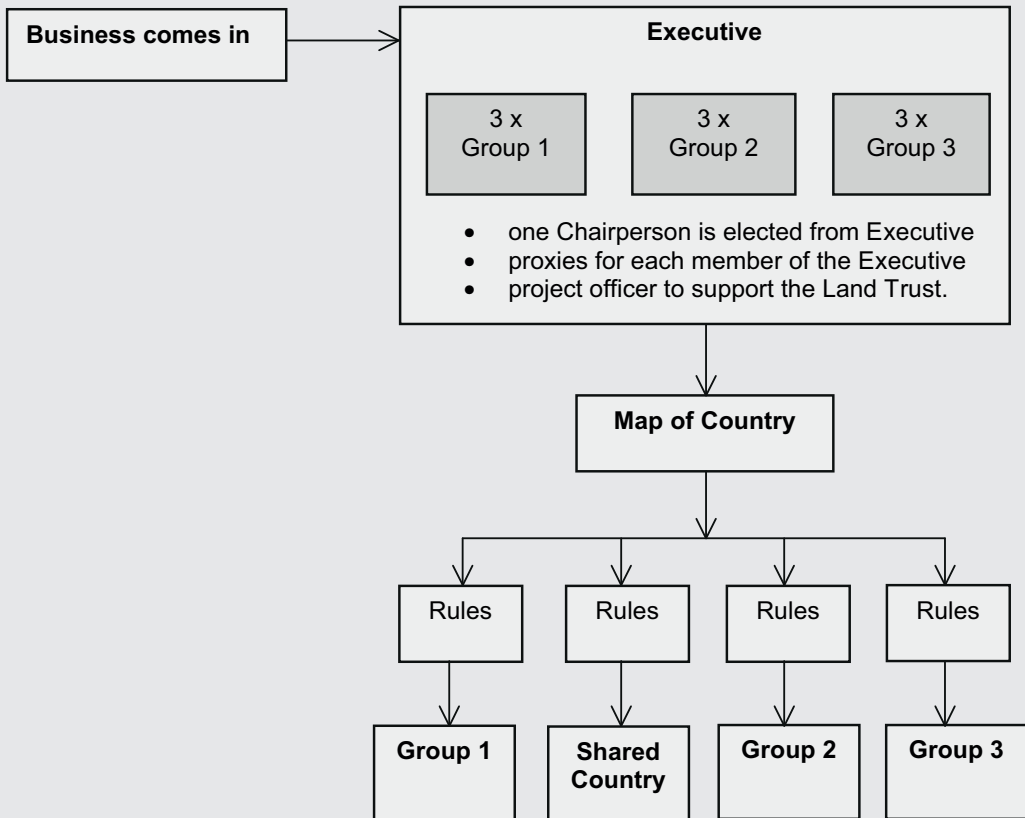 Business comes in
Executive
3 x
Group 1
3 x
Group 2
3 x
Group 3
• one Chairperson is elected from Executive
• proxies for each member of the Executive
• project officer to support the Land Trust.
Map of Country
Rules
Rules
Rules
Rules
Group 1
Shared
Country
Group 2
Group 3